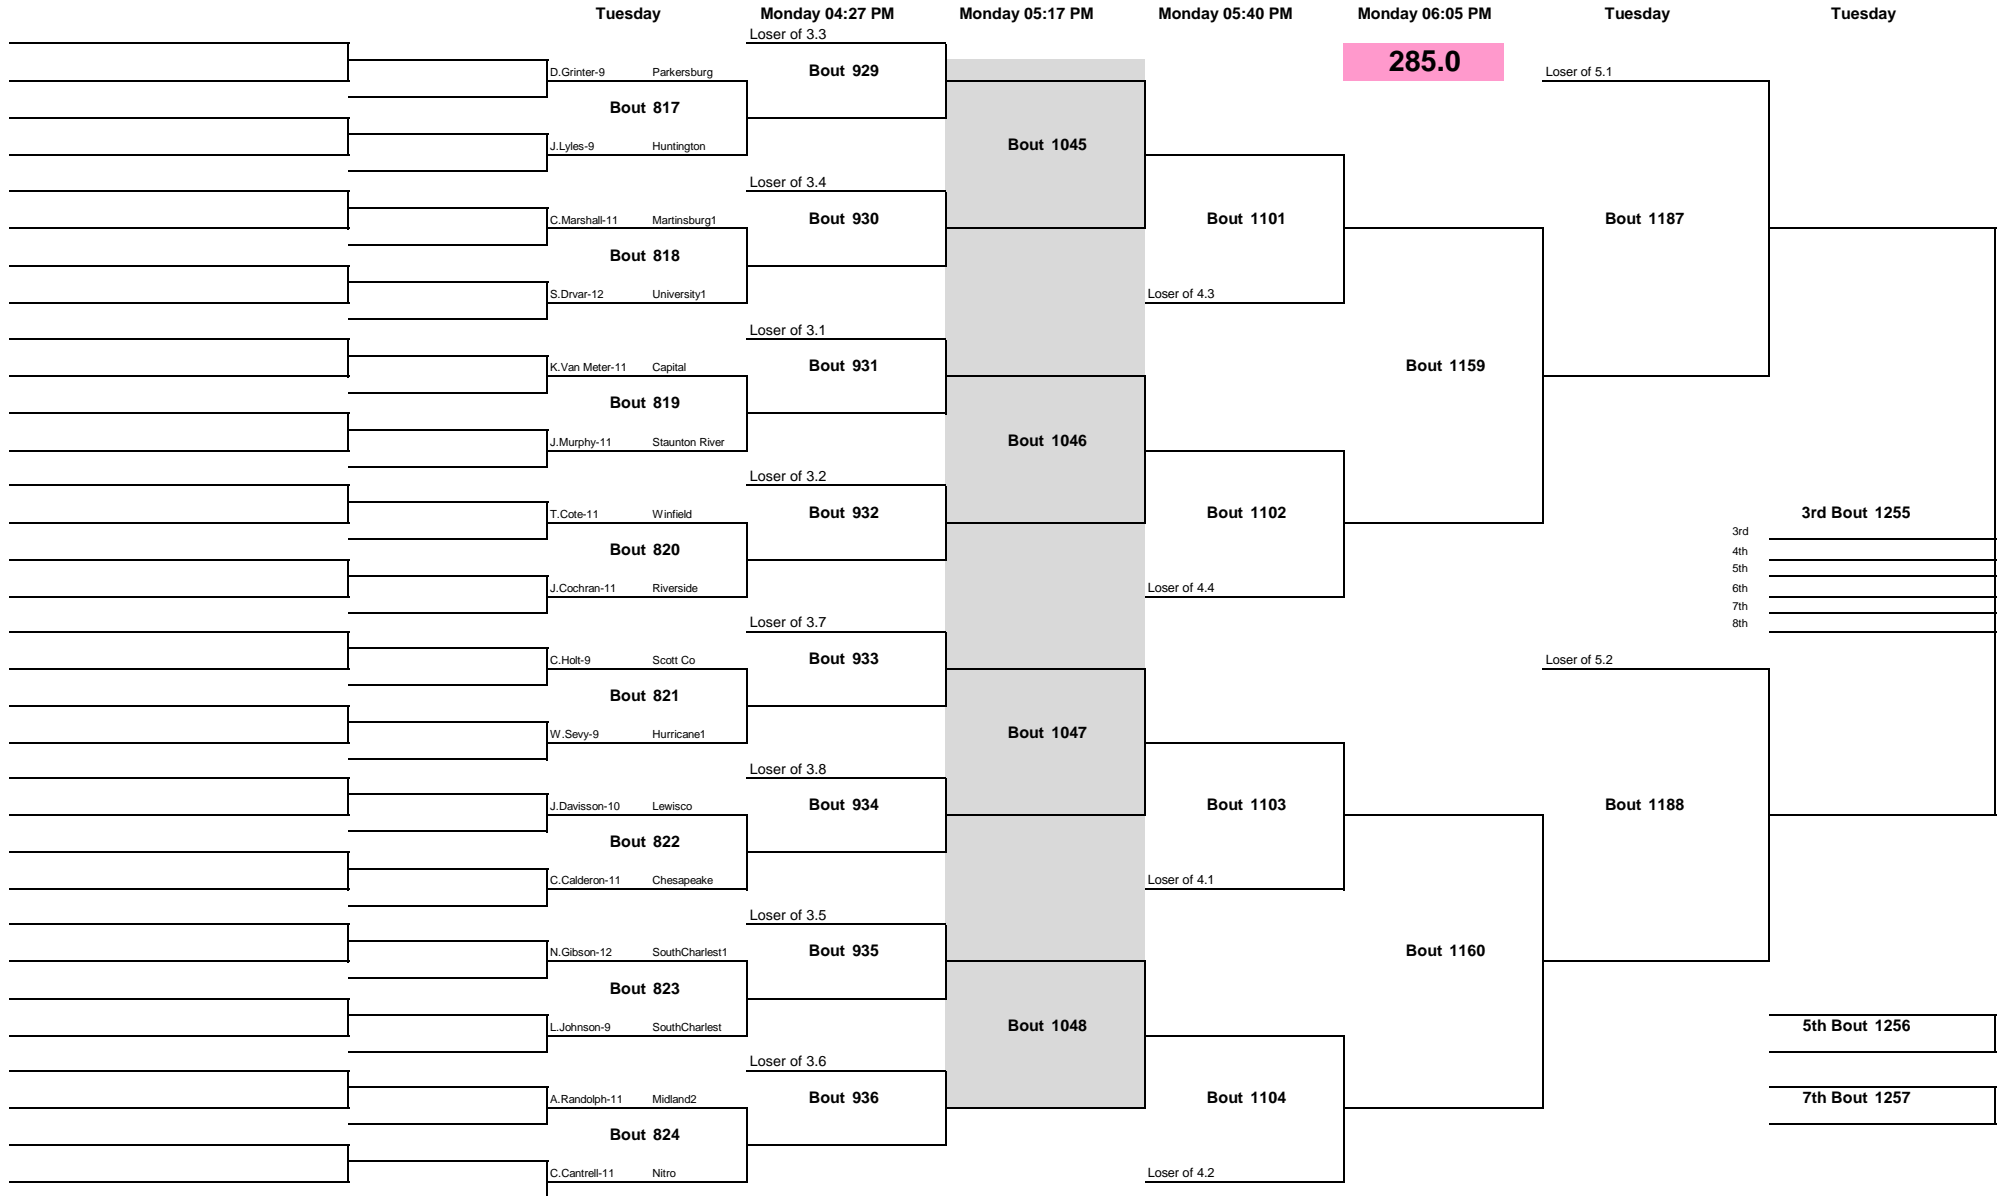 Tuesday Monday 04:27 PM Monday 05:17 PM Monday 05:40 PM Monday 06:05 PM Tuesday Tuesday
Loser of 3.3
285.0
D.Grinter-9 Parkersburg Bout 929 Loser of 5.1
Bout 817
J.Lyles-9 Huntington Bout 1045
Loser of 3.4
C.Marshall-11 Martinsburg1 Bout 930 Bout 1101 Bout 1187
Bout 818
S.Drvar-12 University1 Loser of 4.3
Loser of 3.1
K.Van Meter-11 Capital Bout 931 Bout 1159
Bout 819
J.Murphy-11 Staunton River Bout 1046
Loser of 3.2
T.Cote-11 Winfield Bout 932 Bout 1102 3rd Bout 1255
3rd
Bout 820 4th
5th
J.Cochran-11 Riverside Loser of 4.4 6th
7th
Loser of 3.7 8th
C.Holt-9 Scott Co Bout 933 Loser of 5.2
Bout 821
W.Sevy-9 Hurricane1 Bout 1047
Loser of 3.8
J.Davisson-10 Lewisco Bout 934 Bout 1103 Bout 1188
Bout 822
C.Calderon-11 Chesapeake Loser of 4.1
Loser of 3.5
N.Gibson-12 SouthCharlest1 Bout 935 Bout 1160
Bout 823
L.Johnson-9 SouthCharlest Bout 1048 5th Bout 1256
Loser of 3.6
A.Randolph-11 Midland2 Bout 936 Bout 1104 7th Bout 1257
Bout 824
C.Cantrell-11 Nitro Loser of 4.2